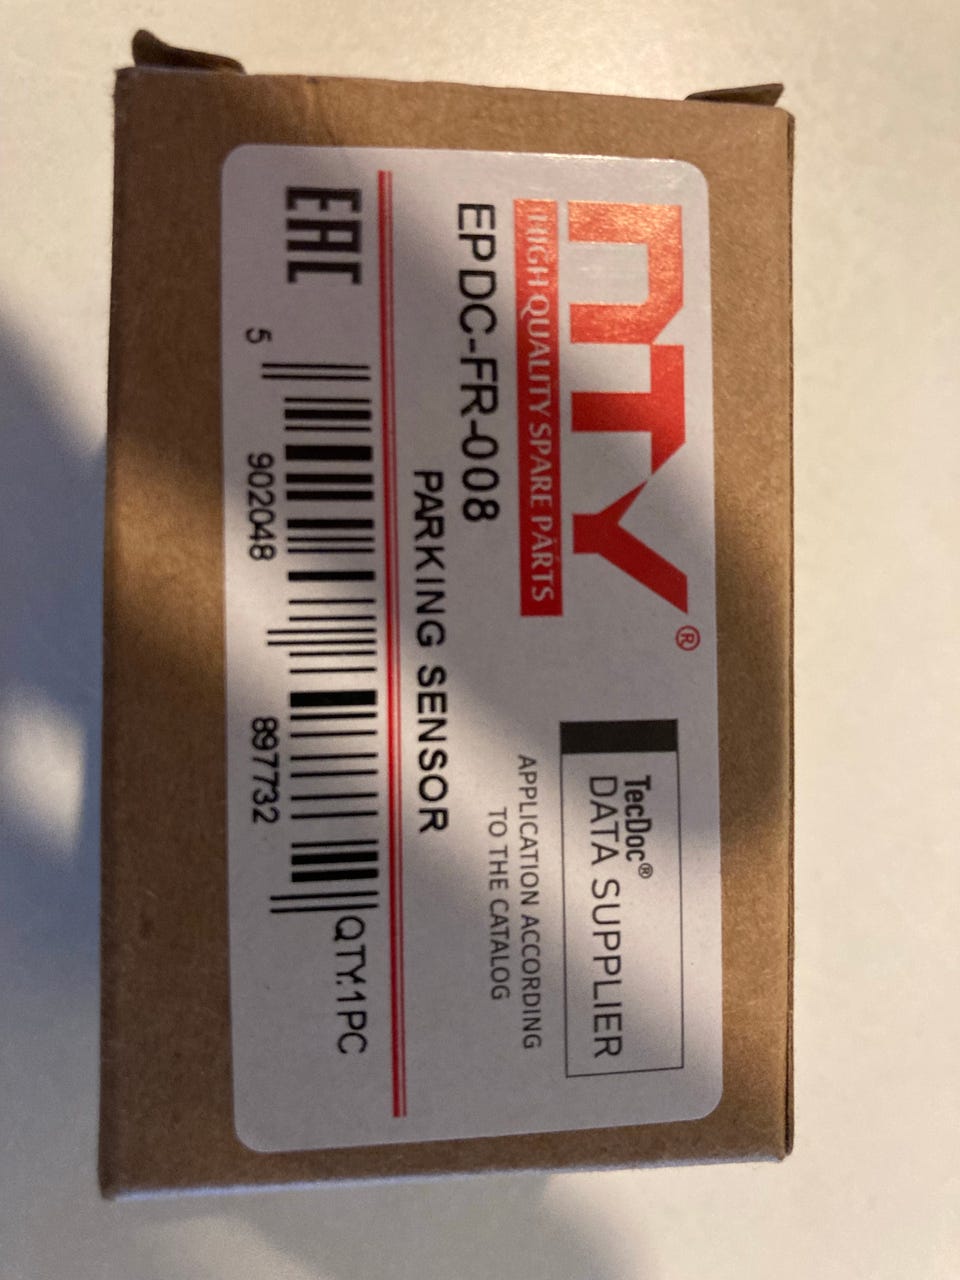 nTY®
HIGH QUALITY SPARE PARTS
TecDoc®
DATA SUPPLIER
APPLICATION ACCORDING
TO THE CATALOG
EPDC-FR-008
PARKING SENSOR
EAC
QTY:1PC
5 902048 897732